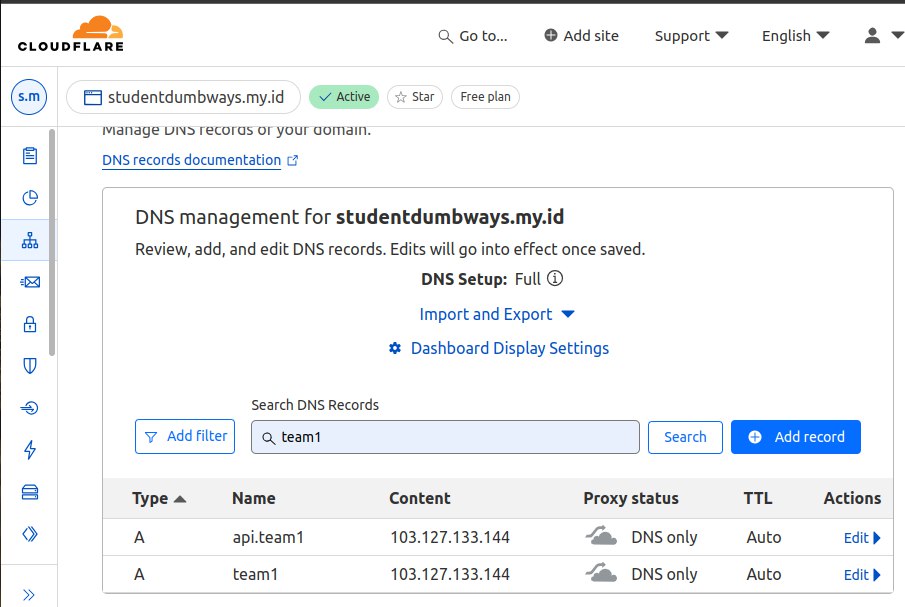 CLOUDFLARE
Go to... Add site Support English
s.m studentdumbways.my.id Active Star Free plan
Manage DNS records of your domain.
DNS records documentation
DNS management for studentdumbways.my.id
Review, add, and edit DNS records. Edits will go into effect once saved.
DNS Setup: Full
Import and Export
Dashboard Display Settings
Search DNS Records
Add filter team1 Search Add record
Type Name Content Proxy status TTL Actions
A api.team1 103.127.133.144 DNS only Auto Edit
A team1 103.127.133.144 DNS only Auto Edit